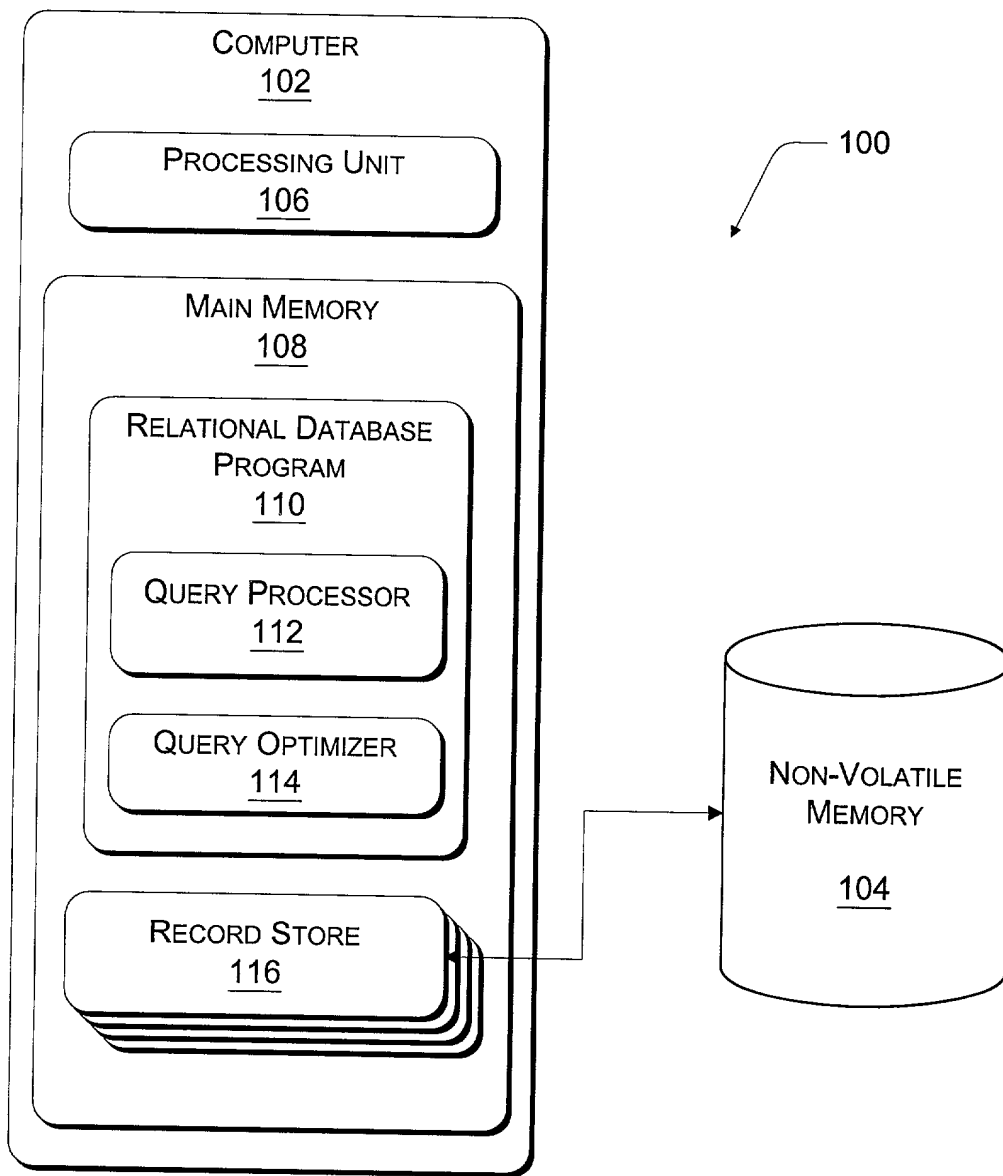 COMPUTER
102
PROCESSING UNIT
106
100
MAIN MEMORY
108
RELATIONAL DATABASE
PROGRAM
110
QUERY PROCESSOR
112
QUERY OPTIMIZER
114
NON-VOLATILE
MEMORY
104
RECORD STORE
116